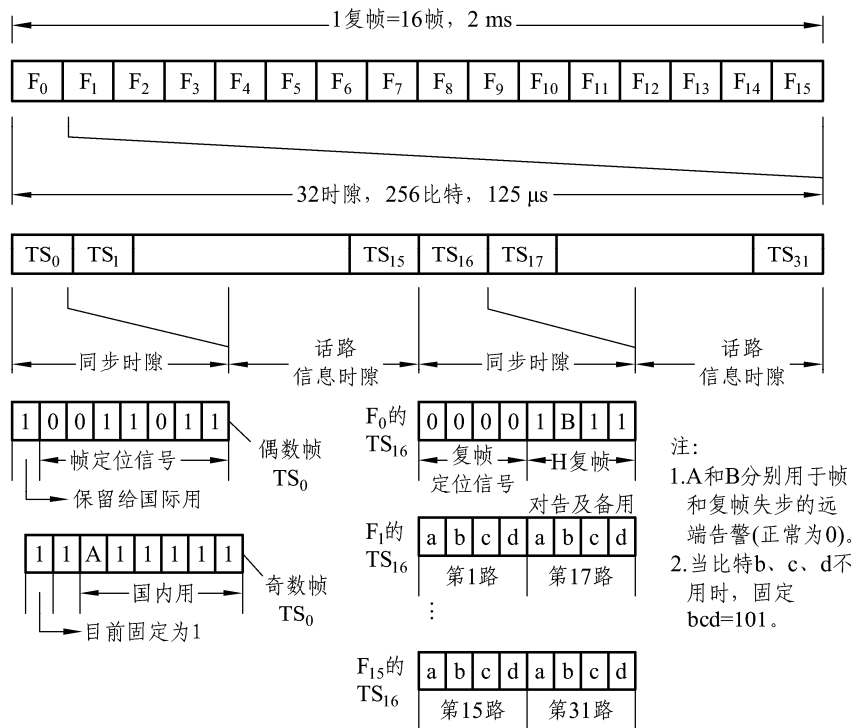 1复帧=16帧，2 ms
F₀ F₁ F₂ F₃ F₄ F₅ F₆ F₇ F₈ F₉ F₁₀ F₁₁ F₁₂ F₁₃ F₁₄ F₁₅
32时隙，256比特，125 μs
TS₀ TS₁ TS₁₅ TS₁₆ TS₁₇ TS₃₁
同步时隙
话路
信息时隙
同步时隙
话路
信息时隙
1 0 0 1 1 0 1 1
帧定位信号
保留给国际用
偶数帧
TS₀
1 1 A 1 1 1 1 1
国内用
目前固定为1
奇数帧
TS₀
F₀的
TS₁₆
0 0 0 0 1 B 1 1
复帧
定位信号
H复帧
对告及备用
F₁的
TS₁₆
a b c d a b c d
第1路 第17路
⋮
F₁₅的
TS₁₆
a b c d a b c d
第15路 第31路
注：
1.A和B分别用于帧
和复帧失步的远
端告警(正常为0)。
2.当比特b、c、d不
用时，固定
bcd=101。